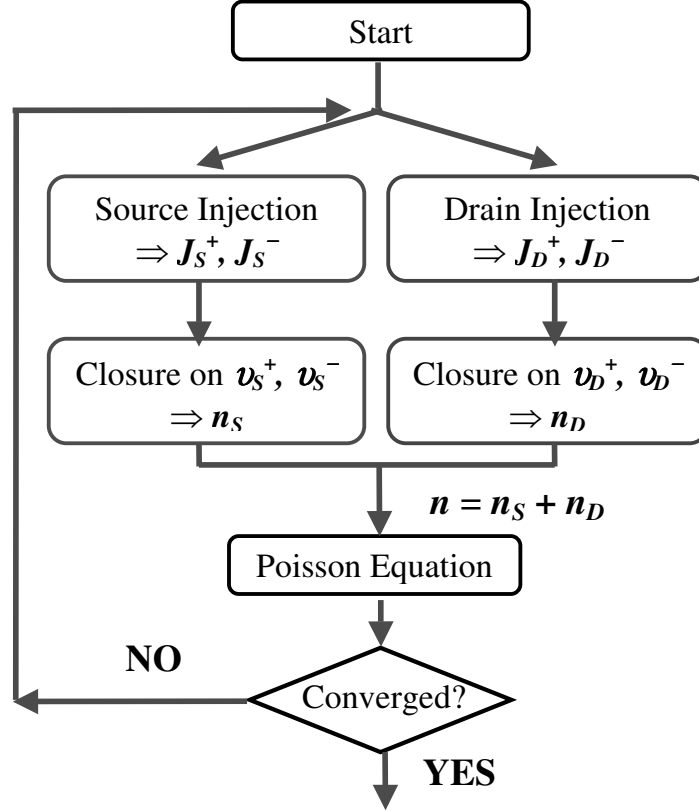 Start
Source Injection
⇒ J_S⁺, J_S⁻
Drain Injection
⇒ J_D⁺, J_D⁻
Closure on υ_S⁺, υ_S⁻
⇒ n_S
Closure on υ_D⁺, υ_D⁻
⇒ n_D
n = n_S + n_D
Poisson Equation
NO
Converged?
YES